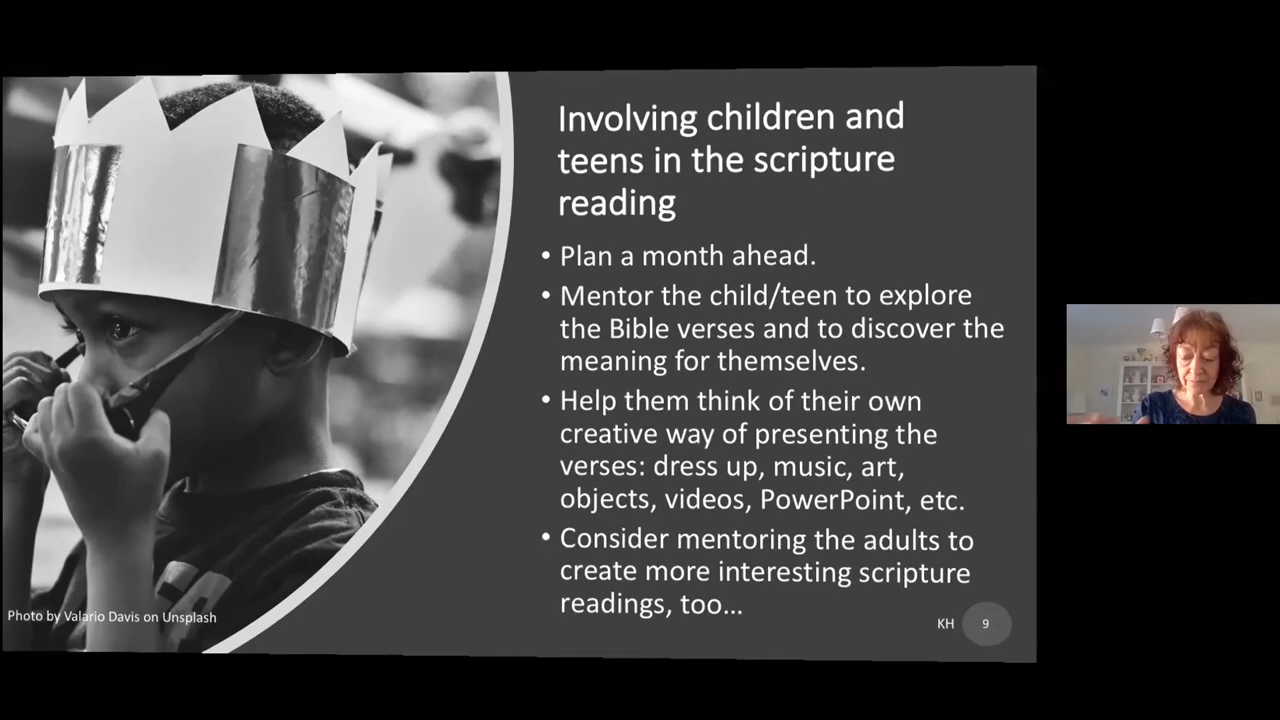 Involving children and
teens in the scripture
reading
• Plan a month ahead.
• Mentor the child/teen to explore
the Bible verses and to discover the
meaning for themselves.
• Help them think of their own
creative way of presenting the
verses: dress up, music, art,
objects, videos, PowerPoint, etc.
• Consider mentoring the adults to
create more interesting scripture
readings, too...
Photo by Valario Davis on Unsplash
KH 9